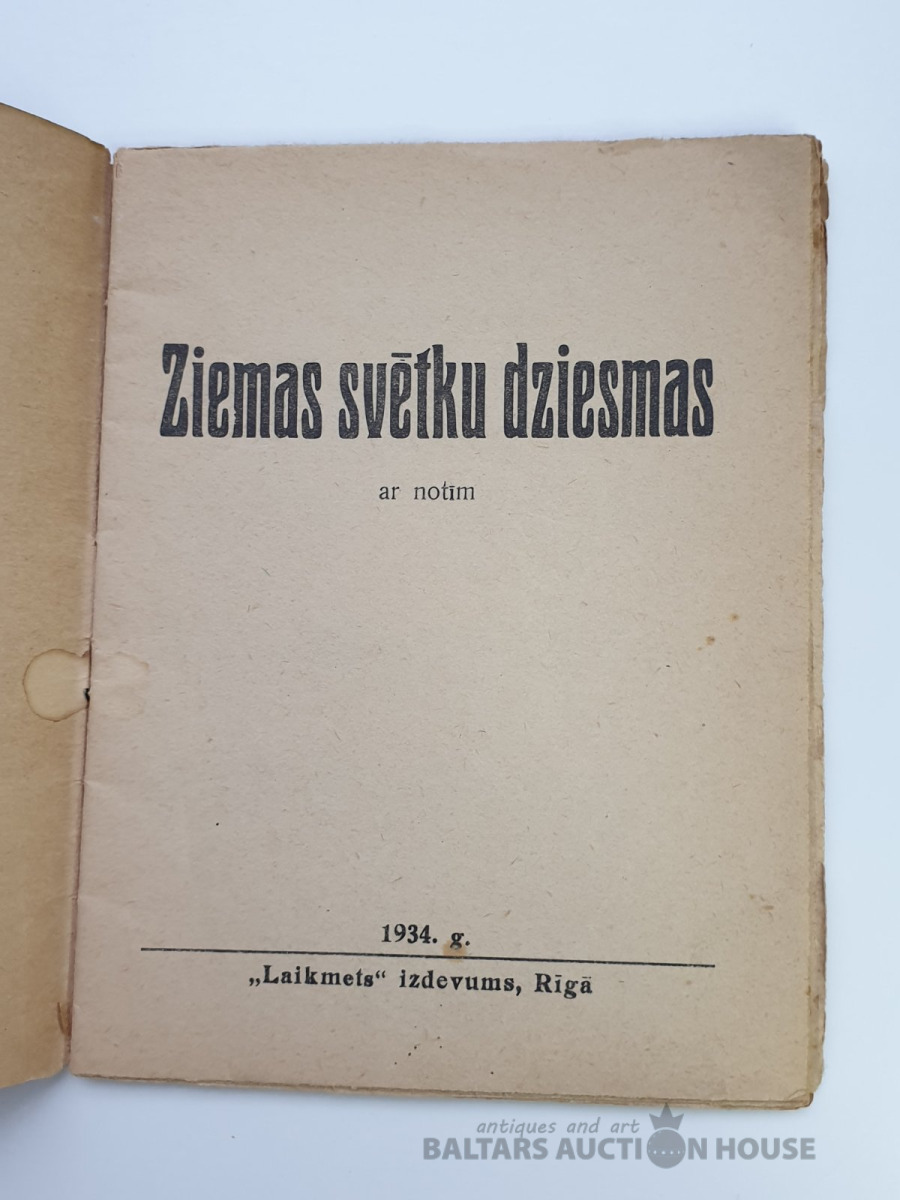 Ziemas svētku dziesmas
ar notīm
1934. g.
„Laikmets“ izdevums, Rīgā
antiques and art
BALTARS AUCTION HOUSE